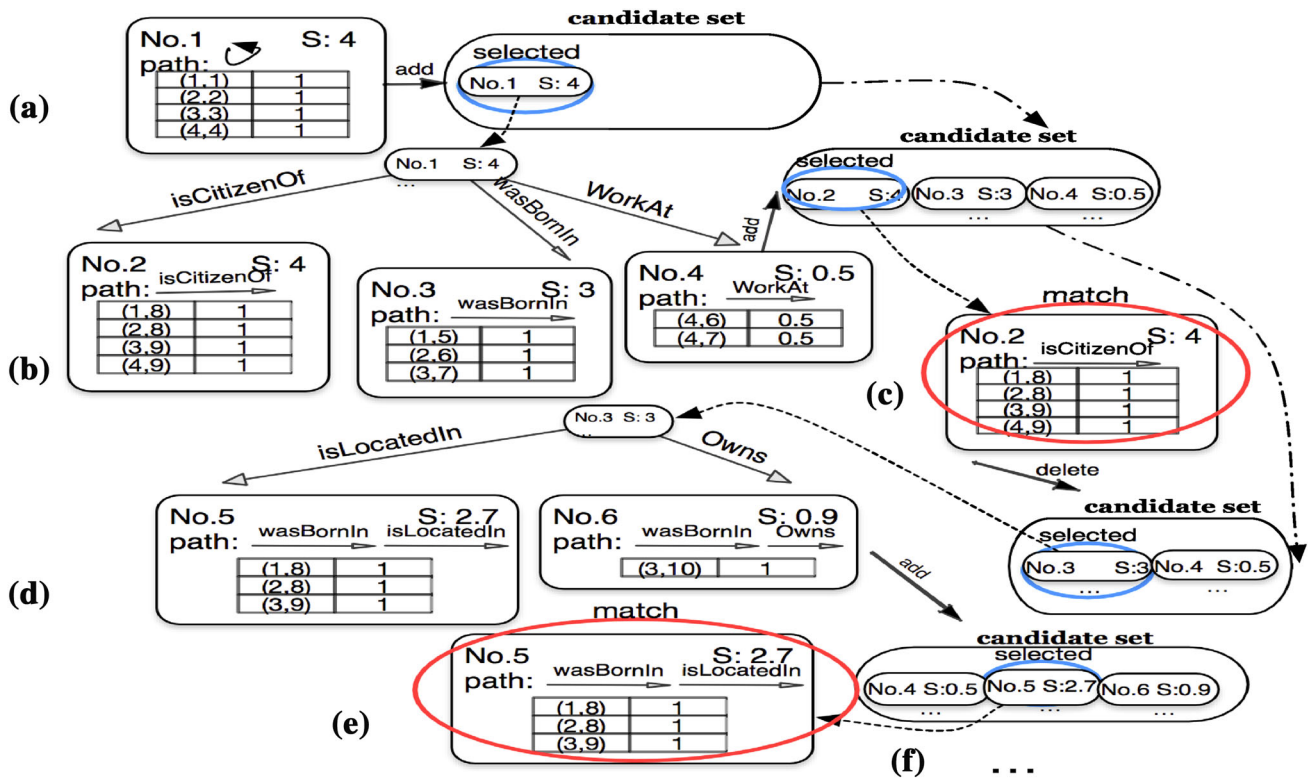 candidate set
No.1 S: 4
path:
(1,1) 1
(2.2) 1
(3.3) 1
(4,4) 1
add
selected
No.1 S: 4
(a)
candidate set
selected
No.2 S:4
No.3 S:3
...
No.4 S:0.5
...
No.1 S: 4
...
isCitizenOf
wasBornIn
WorkAt
add
No.2 S: 4
path: isCitizenOf
(1,8) 1
(2.8) 1
(3,9) 1
(4,9) 1
No.3 S: 3
path: wasBornIn
(1,5) 1
(2,6) 1
(3,7) 1
No.4 S: 0.5
path: WorkAt
(4,6) 0.5
(4,7) 0.5
(b)
match
No.2 S: 4
path: isCitizenOf
(1.8) 1
(2.8) 1
(3.9) 1
(4,9) 1
(c)
delete
No.3 S: 3
..
isLocatedIn
Owns
candidate set
selected
No.3 S:3
...
No.4 S:0.5
...
No.5 S: 2.7
path: wasBornIn isLocatedIn
(1,8) 1
(2,8) 1
(3,9) 1
No.6 S: 0.9
path: wasBornIn Owns
(3,10) 1
(d)
add
candidate set
selected
No.4 S:0.5
...
No.5 S:2.7
...
No.6 S:0.9
...
match
No.5 S: 2.7
path: wasBornIn isLocatedIn
(1,8) 1
(2,8) 1
(3,9) 1
(e)
(f) ...